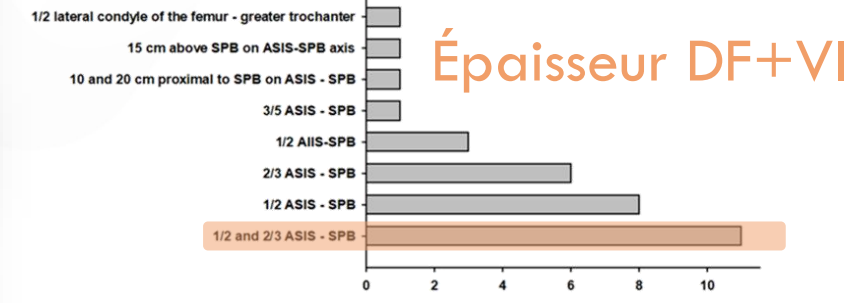 1/2 lateral condyle of the femur - greater trochanter
Épaisseur DF+VI
15 cm above SPB on ASIS-SPB axis
10 and 20 cm proximal to SPB on ASIS - SPB
3/5 ASIS - SPB
1/2 AIIS-SPB
2/3 ASIS - SPB
1/2 ASIS - SPB
1/2 and 2/3 ASIS - SPB
0 2 4 6 8 10